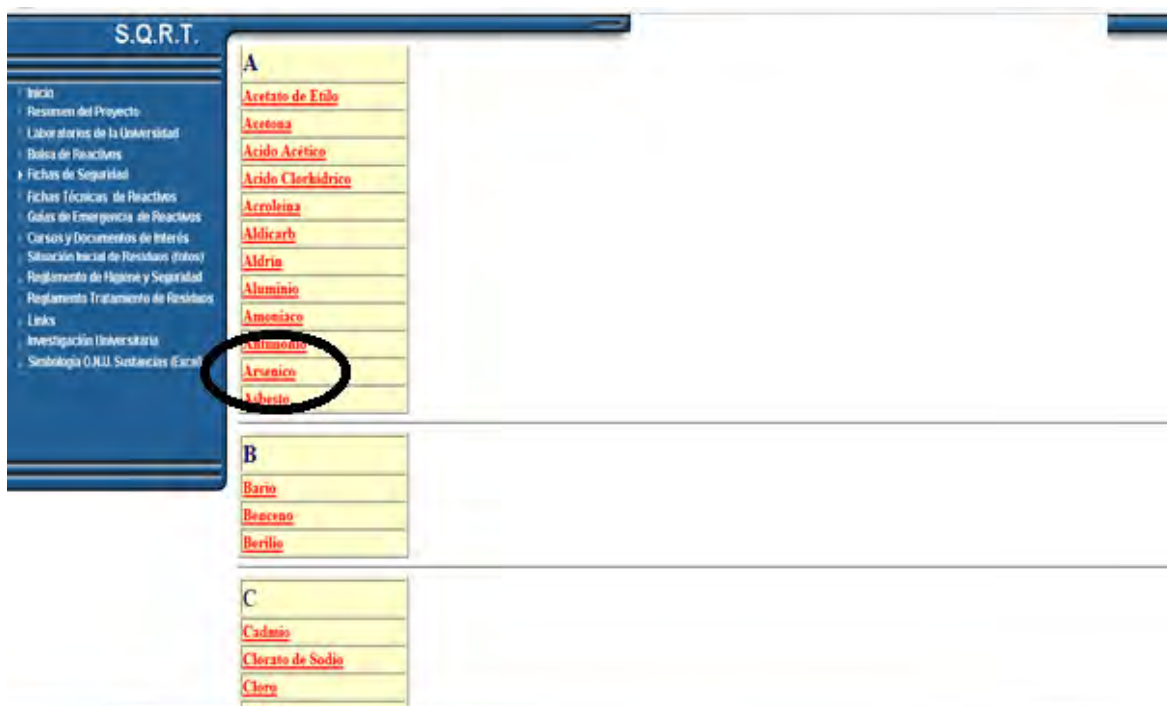 S.Q.R.T.
Inicio
Resumen del Proyecto
Laboratorios de la Universidad
Bolsa de Reactivos
Fichas de Seguridad
Fichas Técnicas de Reactivos
Guías de Emergencia de Reactivos
Cursos y Documentos de Interés
Situación Inicial de Residuos (fotos)
Reglamento de Higiene y Seguridad
Reglamento Tratamiento de Residuos
Links
Investigación Universitaria
Simbología O.N.U. Sustancias (Excel)
A
Acetato de Etilo
Acetona
Acido Acético
Acido Clorhídrico
Acroleina
Aldicarb
Aldrin
Aluminio
Amoniaco
Antimonio
Arsenico
Asbesto
B
Bario
Benceno
Berilio
C
Cadmio
Clorato de Sodio
Cloro